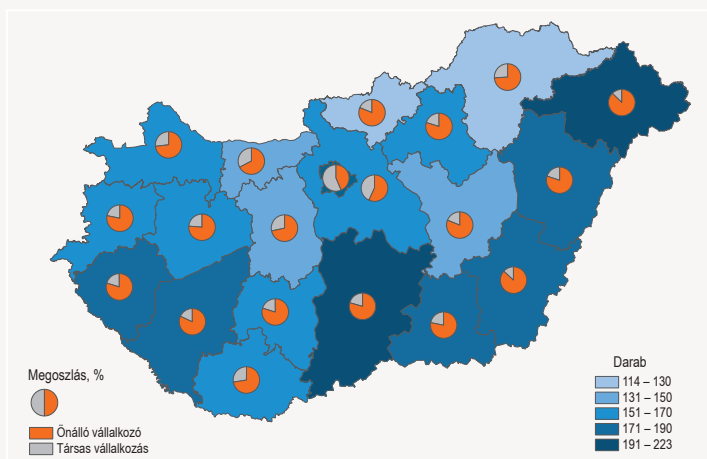 Megoszlás, %
Önálló vállalkozó
Társas vállalkozás
Darab
114 – 130
131 – 150
151 – 170
171 – 190
191 – 223